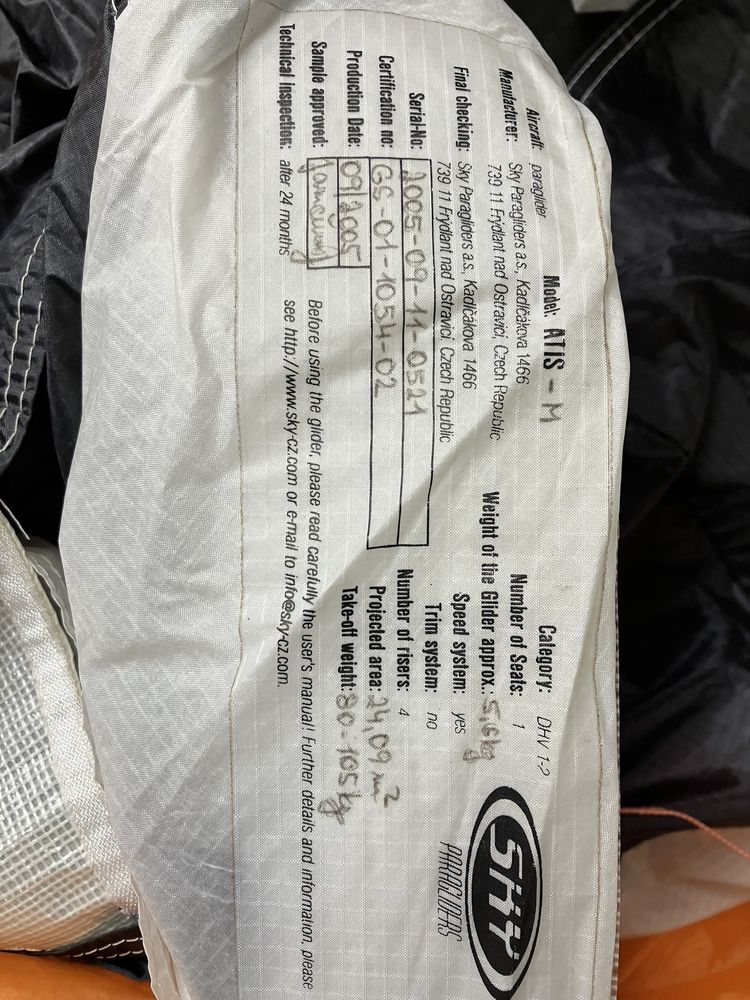 Aircraft: paraglider
Model: ATIS - M
Manufacturer: Sky Paragliders a.s., Kadlčákova 1466
739 11 Frýdlant nad Ostravicí, Czech Republic
Final checking: Sky Paragliders a.s., Kadlčákova 1466
739 11 Frýdlant nad Ostravicí, Czech Republic
Serial-No: 2005-09-11-0521
Certification no: GS-01-1054-02
Production Date: 09/2005
Sample approved:
Technical inspection: after 24 months
Category: DHV 1-2
Number of Seats: 1
Weight of the Glider approx.: 5,6kg
Speed system: yes
Trim system: no
Number of risers: 4
Projected area: 24,09 m²
Take-off weight: 80-105 kg
Before using the glider, please read carefully the user's manual! Further details and information, please
see http://www.sky-cz.com or e-mail to info@sky-cz.com.
SKY
PARAGLIDERS